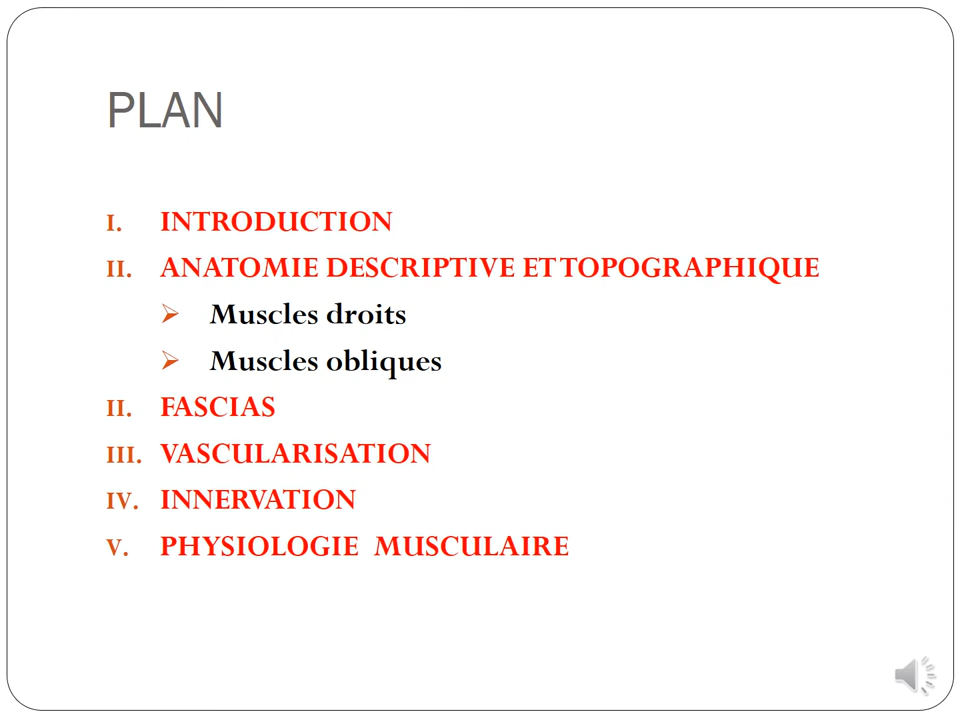 PLAN
I. INTRODUCTION
II. ANATOMIE DESCRIPTIVE ET TOPOGRAPHIQUE
Muscles droits
Muscles obliques
II. FASCIAS
III. VASCULARISATION
IV. INNERVATION
V. PHYSIOLOGIE MUSCULAIRE